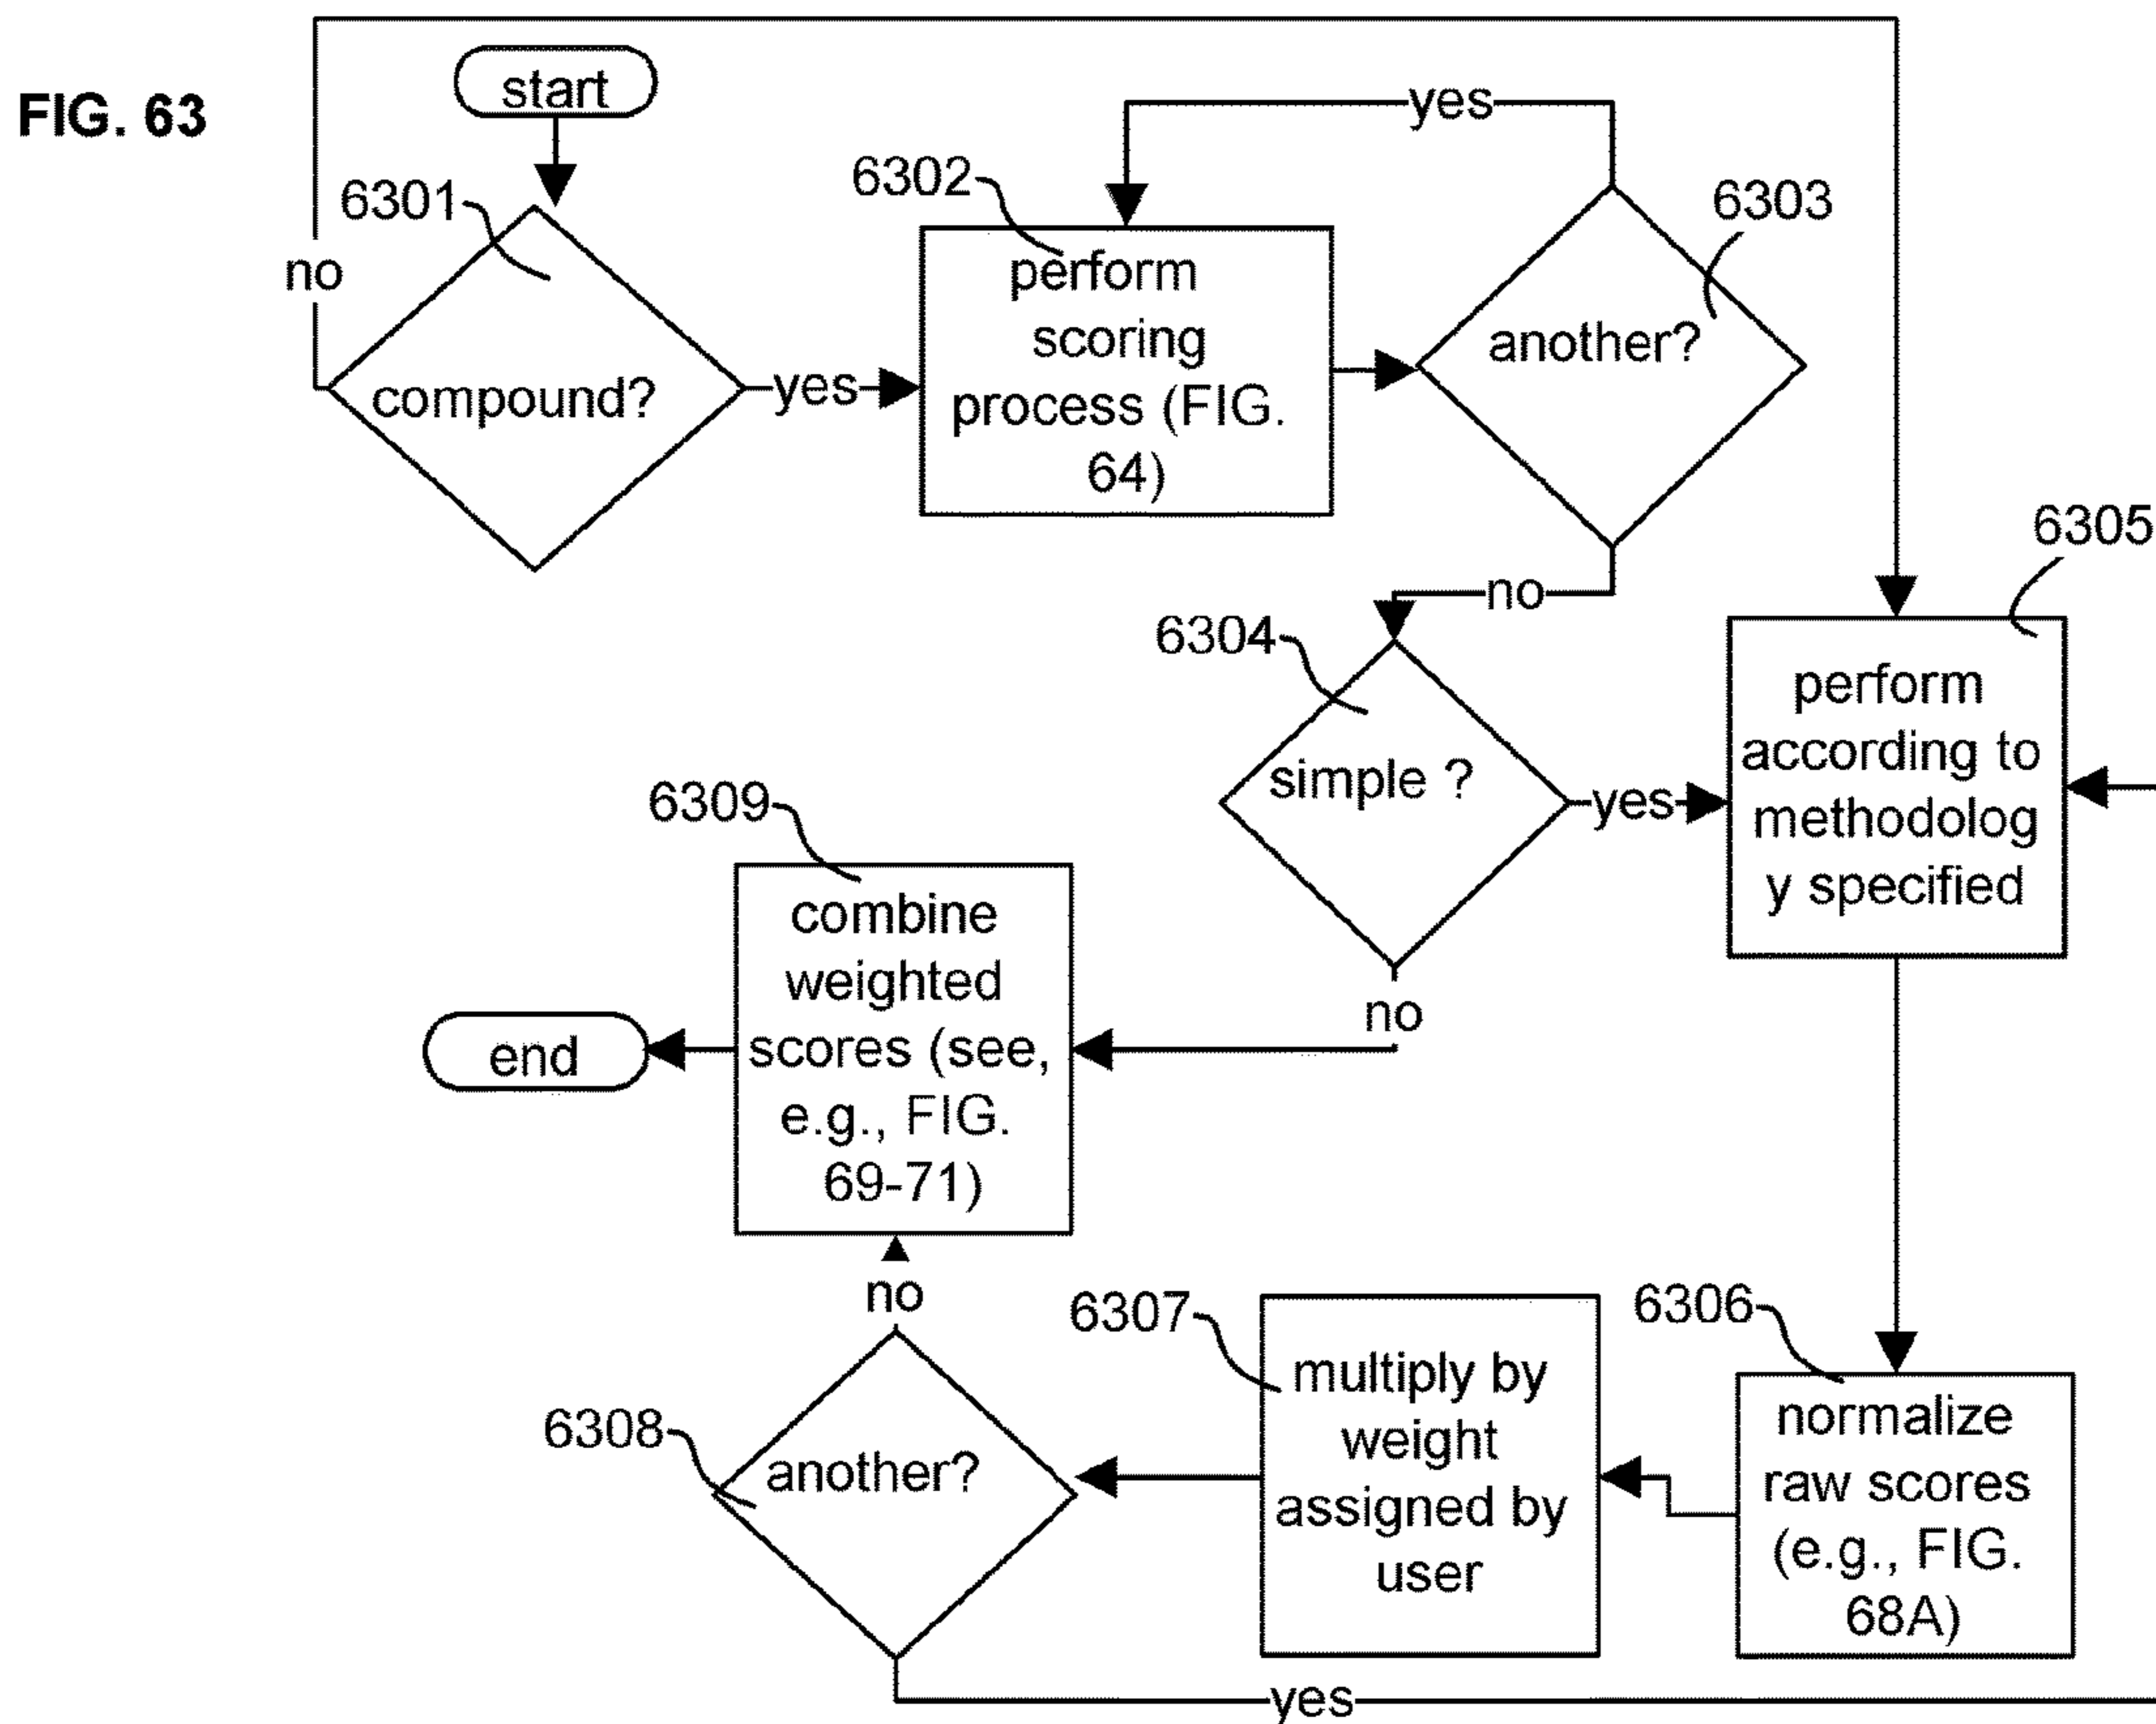 FIG. 63
start
6301
no
compound?
yes
6302
perform
scoring
process (FIG.
64)
yes
6303
another?
no
6304
simple ?
yes
no
6305
perform
according to
methodolog
y specified
6309
combine
weighted
scores (see,
e.g., FIG.
69-71)
end
no
6308
another?
yes
6307
multiply by
weight
assigned by
user
6306
normalize
raw scores
(e.g., FIG.
68A)